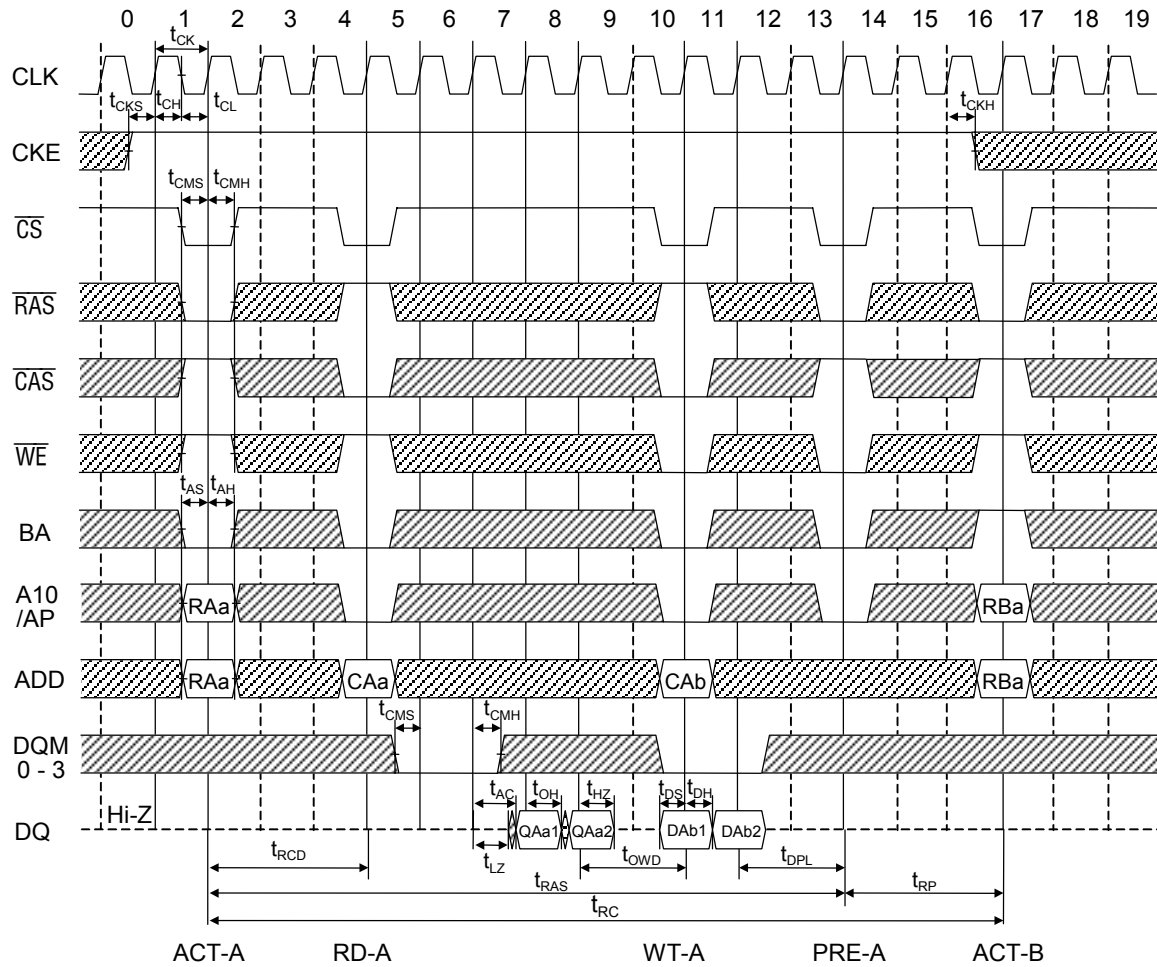 0 1 2 3 4 5 6 7 8 9 10 11 12 13 14 15 16 17 18 19
tCK
CLK
tCKS tCH tCL tCKH
CKE
tCMS tCMH
CS
RAS
CAS
WE
tAS tAH
BA
A10
/AP
RAa RBa
ADD RAa CAa CAb RBa
tCMS tCMH
DQM
0 - 3
tAC tOH tHZ tDS tDH
Hi-Z
DQ QAa1 QAa2 DAb1 DAb2
tLZ
tRCD tOWD tDPL
tRAS tRP
tRC
ACT-A RD-A WT-A PRE-A ACT-B